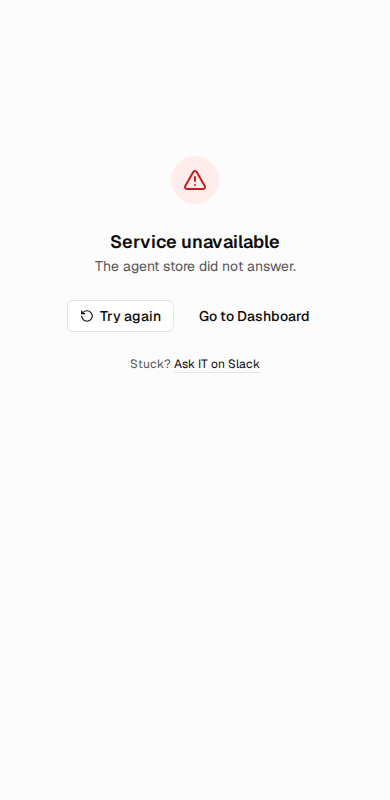 Service unavailable
The agent store did not answer.
Try again
Go to Dashboard
Stuck? Ask IT on Slack